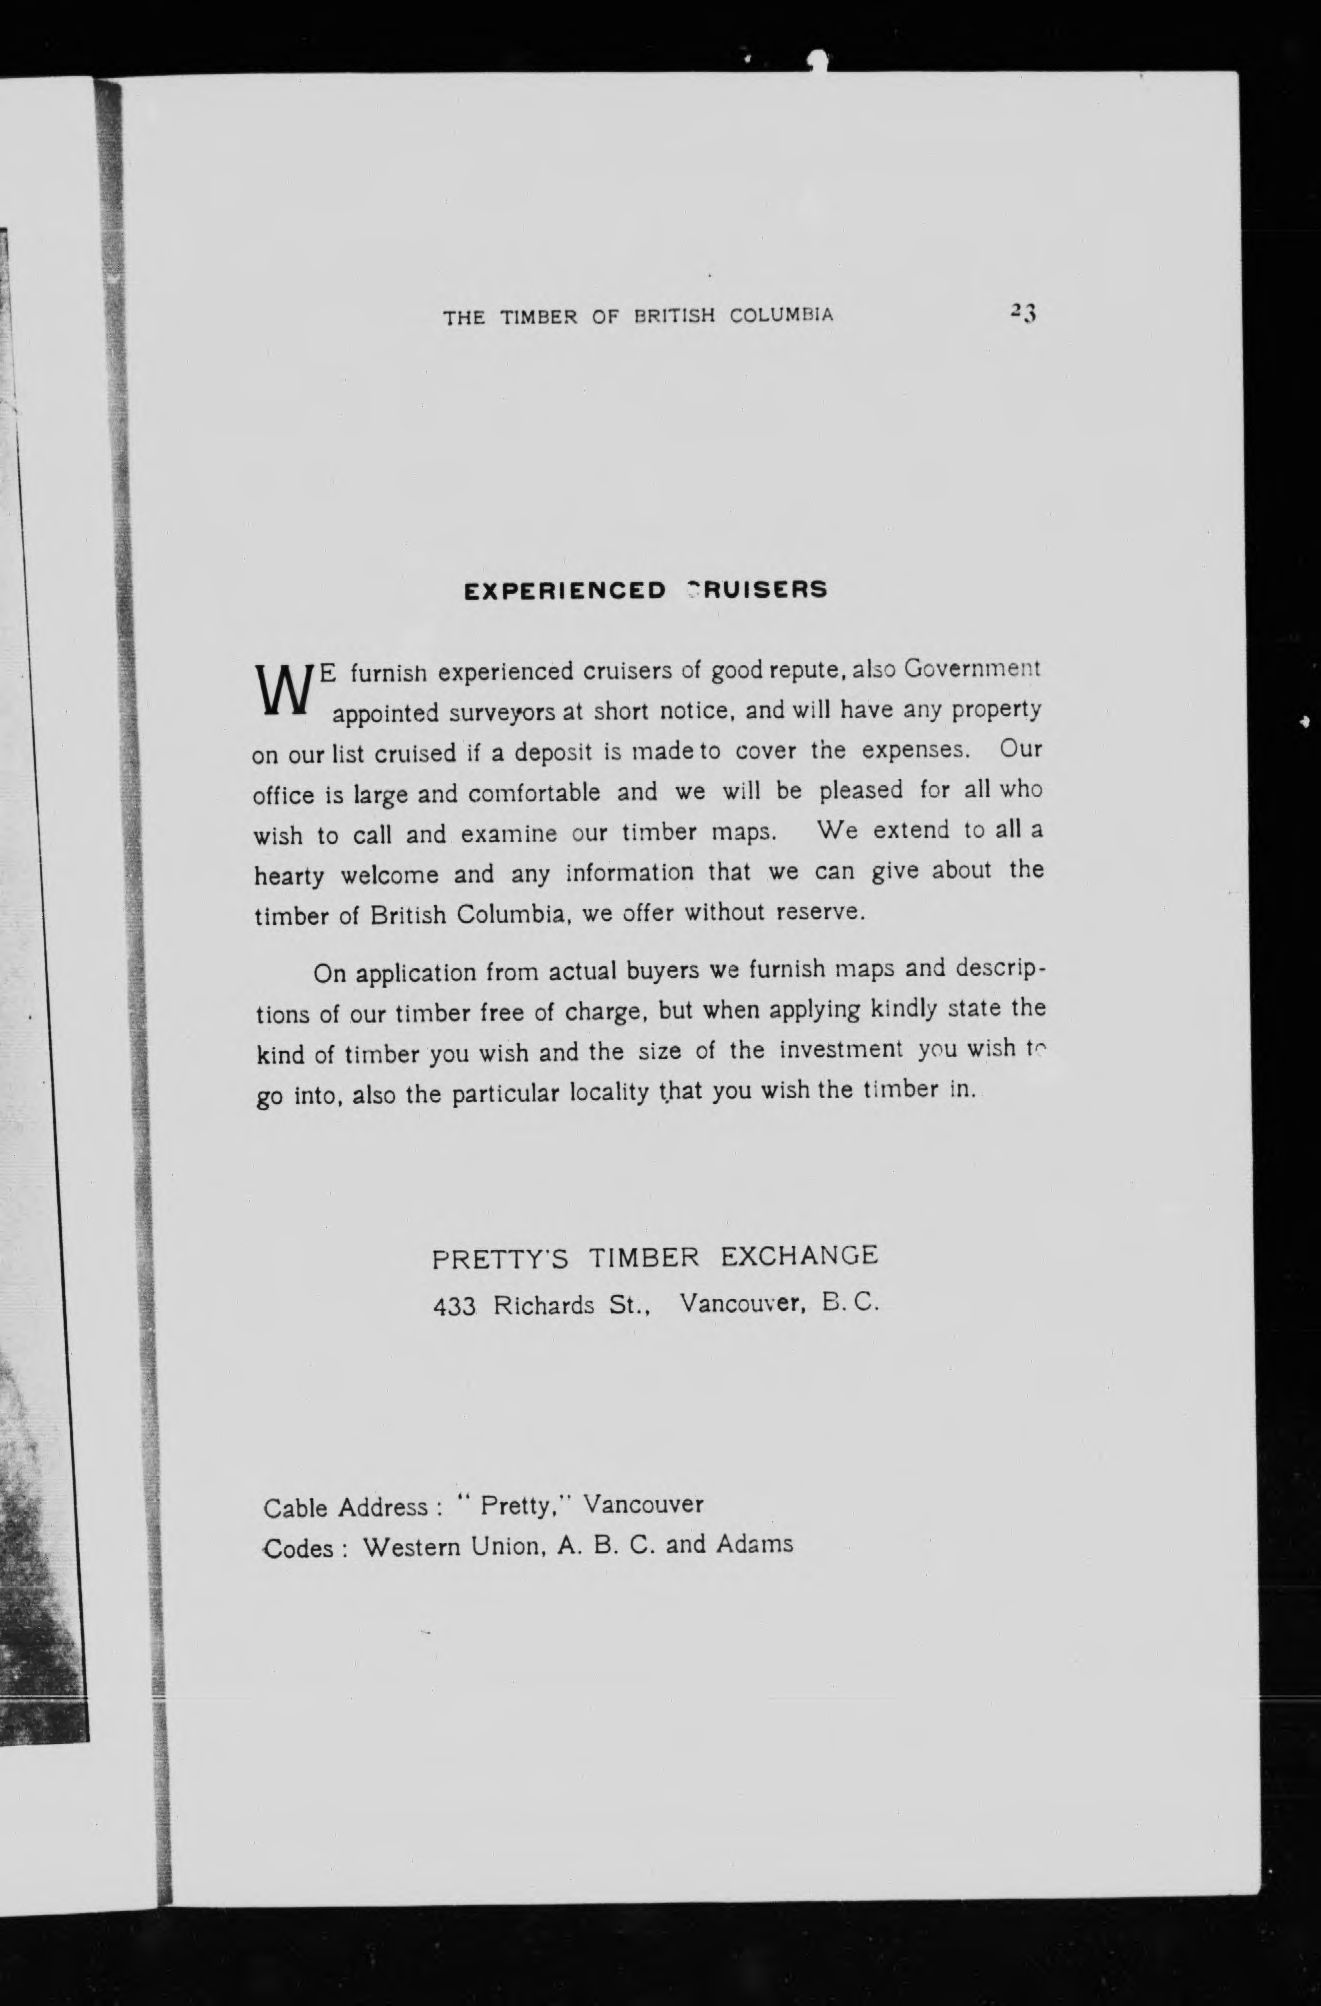 THE TIMBER OF BRITISH COLUMBIA 23
EXPERIENCED CRUISERS
WE furnish experienced cruisers of good repute, also Government
appointed surveyors at short notice, and will have any property
on our list cruised if a deposit is made to cover the expenses. Our
office is large and comfortable and we will be pleased for all who
wish to call and examine our timber maps. We extend to all a
hearty welcome and any information that we can give about the
timber of British Columbia, we offer without reserve.
On application from actual buyers we furnish maps and descrip-
tions of our timber free of charge, but when applying kindly state the
kind of timber you wish and the size of the investment you wish to
go into, also the particular locality that you wish the timber in.
PRETTY'S TIMBER EXCHANGE
433 Richards St., Vancouver, B. C.
Cable Address : " Pretty," Vancouver
Codes : Western Union, A. B. C. and Adams